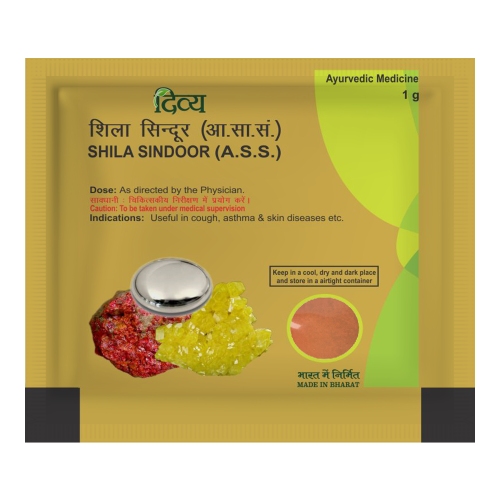 Ayurvedic Medicine
1 g
दिव्य
शिला सिन्दूर (आ.सा.सं.)
SHILA SINDOOR (A.S.S.)
Dose: As directed by the Physician.
सावधानी : चिकित्सकीय निरीक्षण में प्रयोग करें।
Caution: To be taken under medical supervision
Indications: Useful in cough, asthma & skin diseases etc.
Keep in a cool, dry and dark place
and store in a airtight container
भारत में निर्मित
MADE IN BHARAT